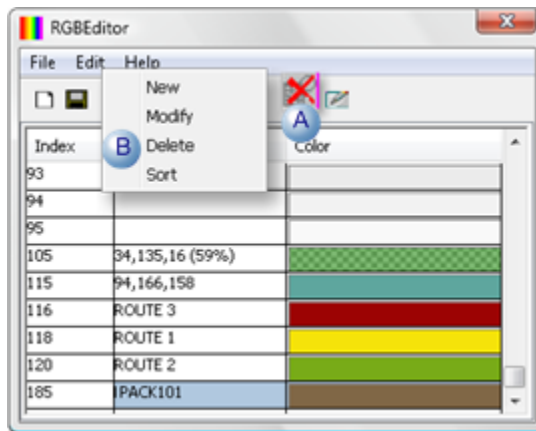 RGBEditor
File Edit Help
New
Modify
Delete
Sort
A
B
Index Color
93
94
95
105 34,135,16 (59%)
115 94,166,158
116 ROUTE 3
118 ROUTE 1
120 ROUTE 2
185 IPACK101